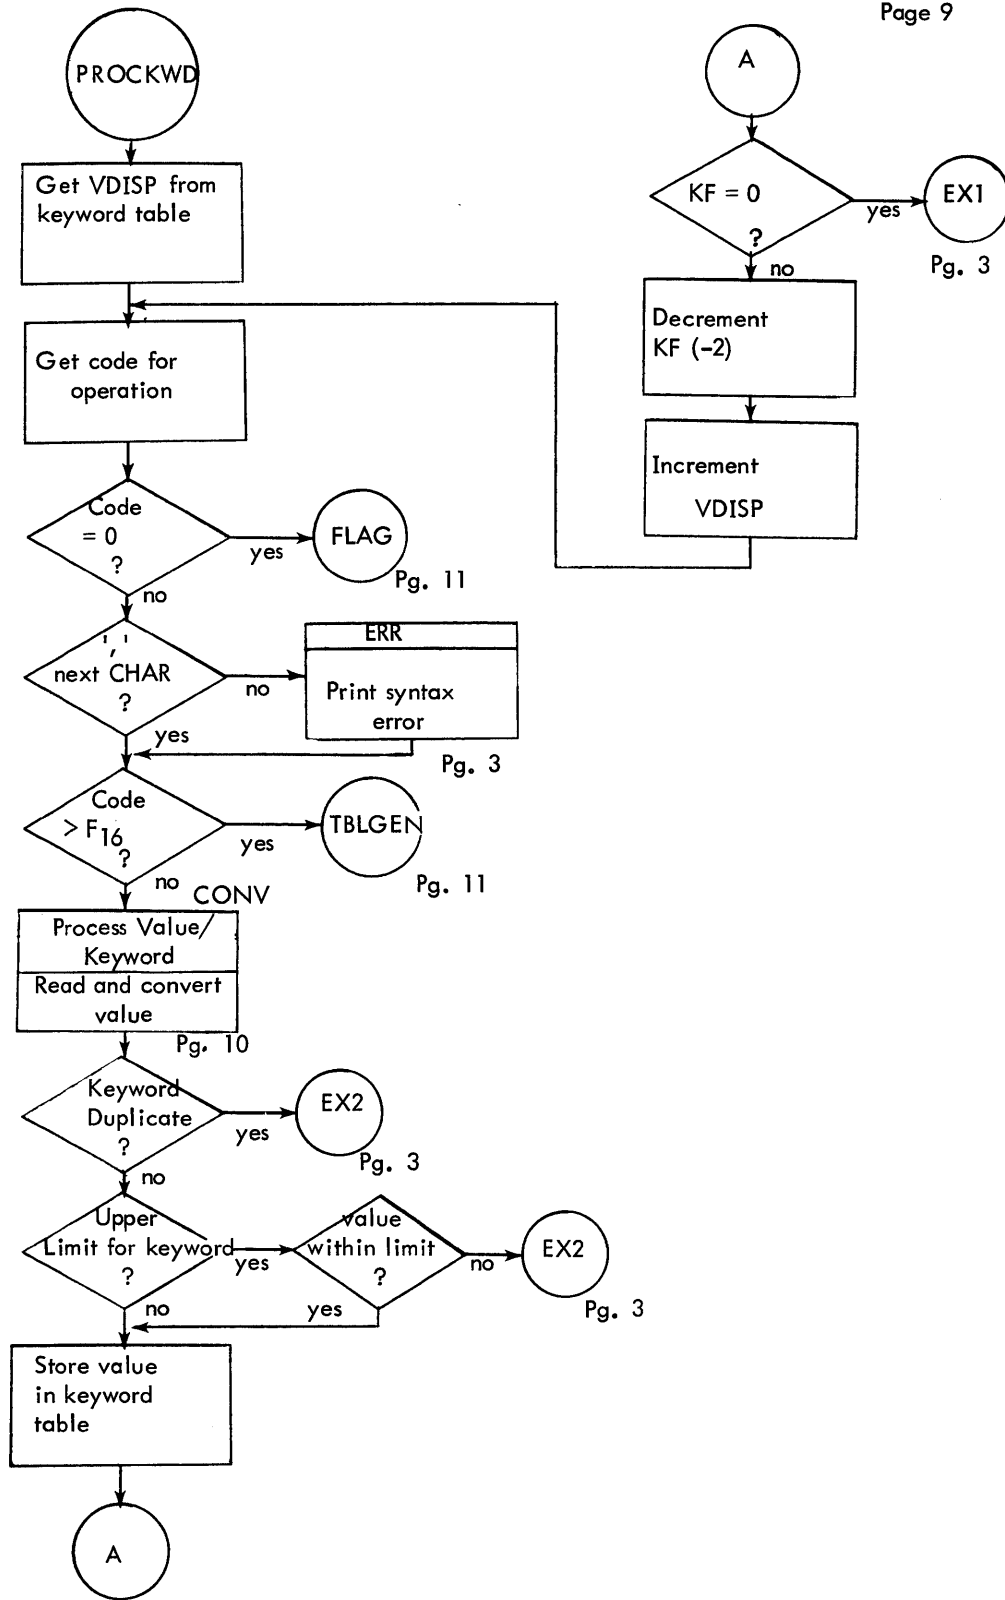 Page 9
PROCKWD
Get VDISP from
keyword table
Get code for
operation
Code
= 0
?
yes
FLAG
Pg. 11
no
','
next CHAR
?
no
ERR
Print syntax
error
Pg. 3
yes
Code
> F16
?
yes
TBLGEN
Pg. 11
no
CONV
Process Value/
Keyword
Read and convert
value
Pg. 10
Keyword
Duplicate
?
yes
EX2
Pg. 3
no
Upper
Limit for keyword
?
yes
value
within limit
?
no
EX2
Pg. 3
no
yes
Store value
in keyword
table
A
A
KF = 0
?
yes
EX1
Pg. 3
no
Decrement
KF (-2)
Increment
VDISP